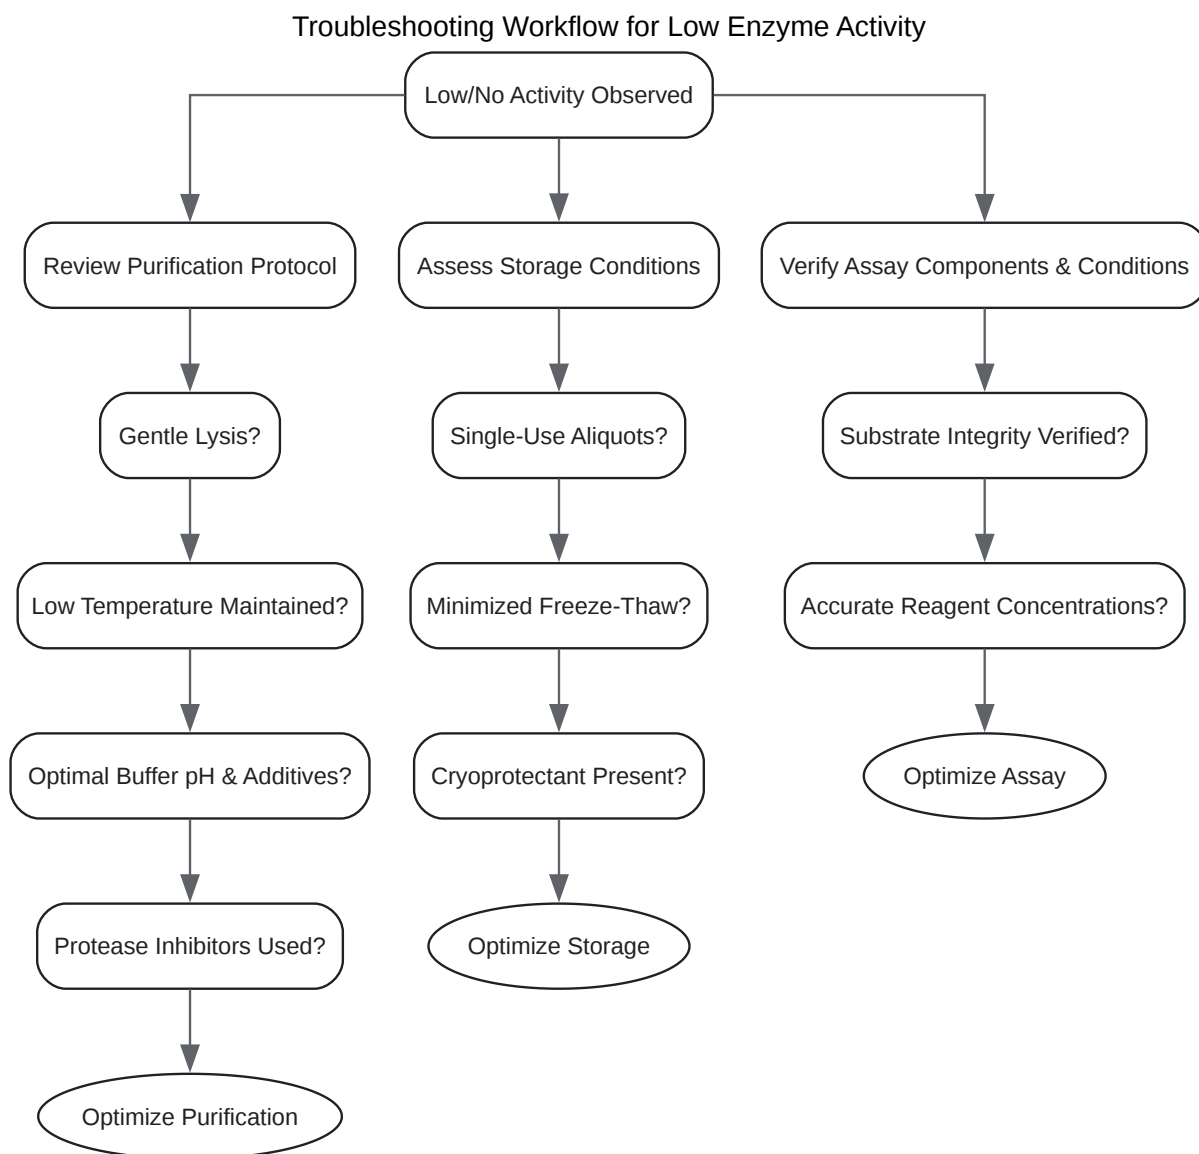 Troubleshooting Workflow for Low Enzyme Activity
Low/No Activity Observed
Review Purification Protocol
Assess Storage Conditions
Verify Assay Components & Conditions
Gentle Lysis?
Single-Use Aliquots?
Substrate Integrity Verified?
Low Temperature Maintained?
Minimized Freeze-Thaw?
Accurate Reagent Concentrations?
Optimal Buffer pH & Additives?
Cryoprotectant Present?
Optimize Assay
Protease Inhibitors Used?
Optimize Storage
Optimize Purification